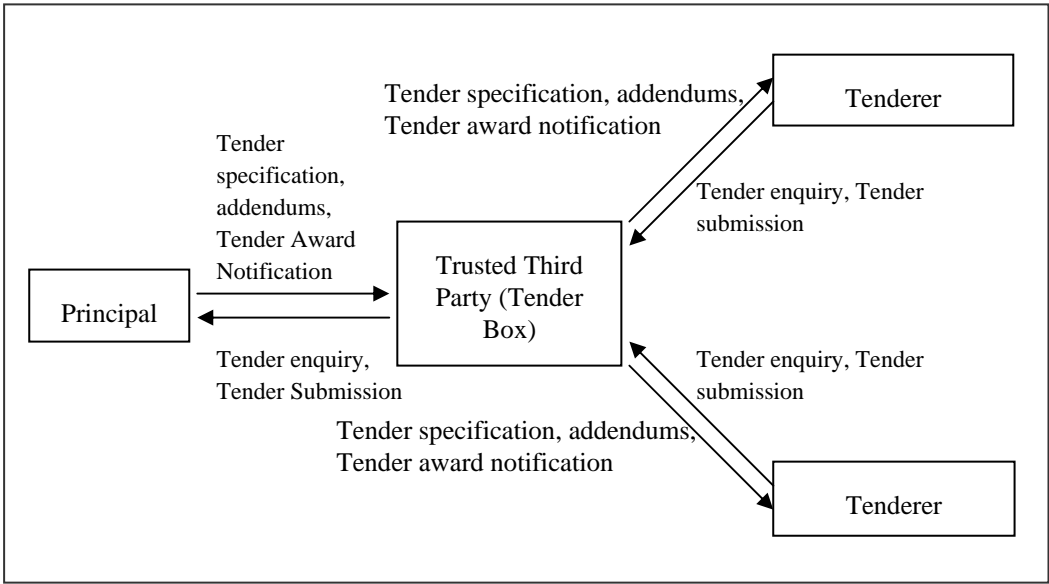 Tender specification, addendums,
Tender award notification
Tenderer
Tender
specification,
addendums,
Tender Award
Notification
Tender enquiry, Tender
submission
Principal
Trusted Third
Party (Tender
Box)
Tender enquiry,
Tender Submission
Tender enquiry, Tender
submission
Tender specification, addendums,
Tender award notification
Tenderer